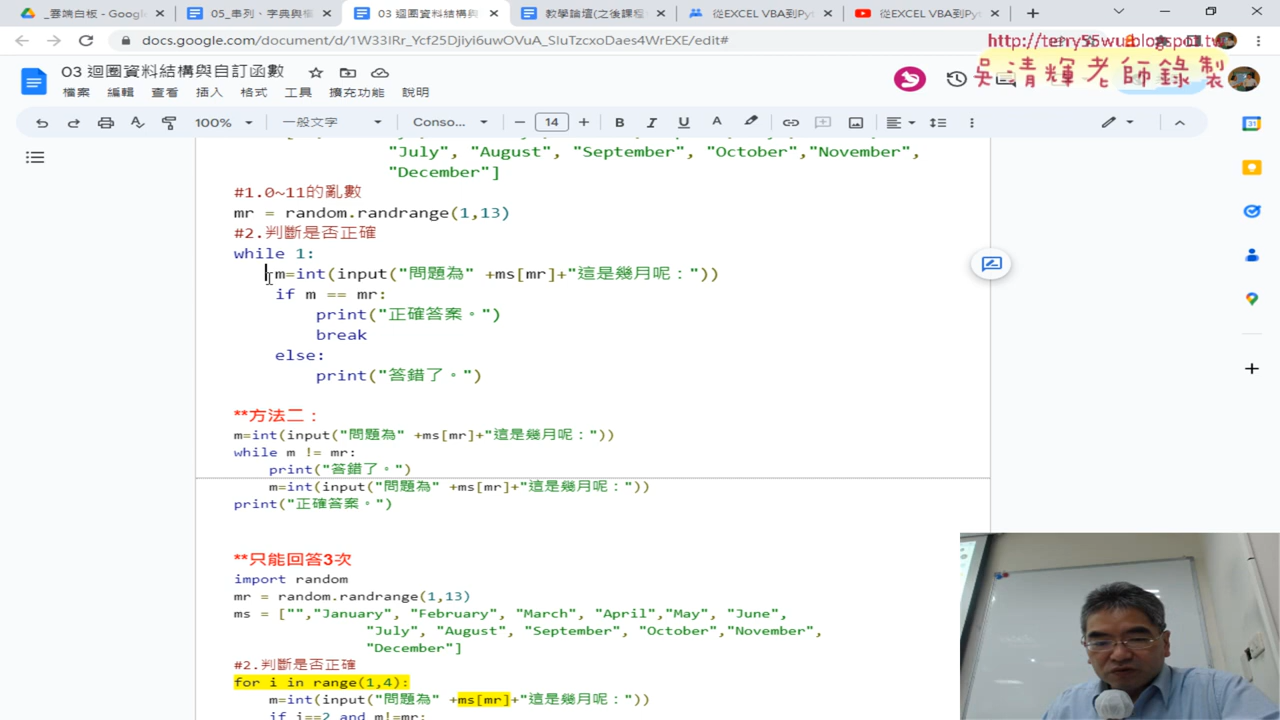 _雲端白板 - Google
05_串列、字典與
03 迴圈資料結構與
教學論壇(之後課程
從EXCEL VBA到Py
從EXCEL VBA到Py
docs.google.com/document/d/1W33IRr_Ycf25Djiyi6uwOVuA_SIuTzcxoDaes4WrEXE/edit#
http://terry55wu.blogspot.tw
吳清輝老師錄製
03 迴圈資料結構與自訂函數
檔案 編輯 查看 插入 格式 工具 擴充功能 說明
100% 一般文字 Conso... 14 B I U A
"July", "August", "September", "October","November",
"December"]
#1.0~11的亂數
mr = random.randrange(1,13)
#2.判斷是否正確
while 1:
m=int(input("問題為" +ms[mr]+"這是幾月呢："))
if m == mr:
print("正確答案。")
break
else:
print("答錯了。")
**方法二：
m=int(input("問題為" +ms[mr]+"這是幾月呢："))
while m != mr:
print("答錯了。")
m=int(input("問題為" +ms[mr]+"這是幾月呢："))
print("正確答案。")
**只能回答3次
import random
mr = random.randrange(1,13)
ms = ["","January", "February", "March", "April","May", "June",
"July", "August", "September", "October","November",
"December"]
#2.判斷是否正確
for i in range(1,4):
m=int(input("問題為" +ms[mr]+"這是幾月呢："))
if i==2 and m!=mr: